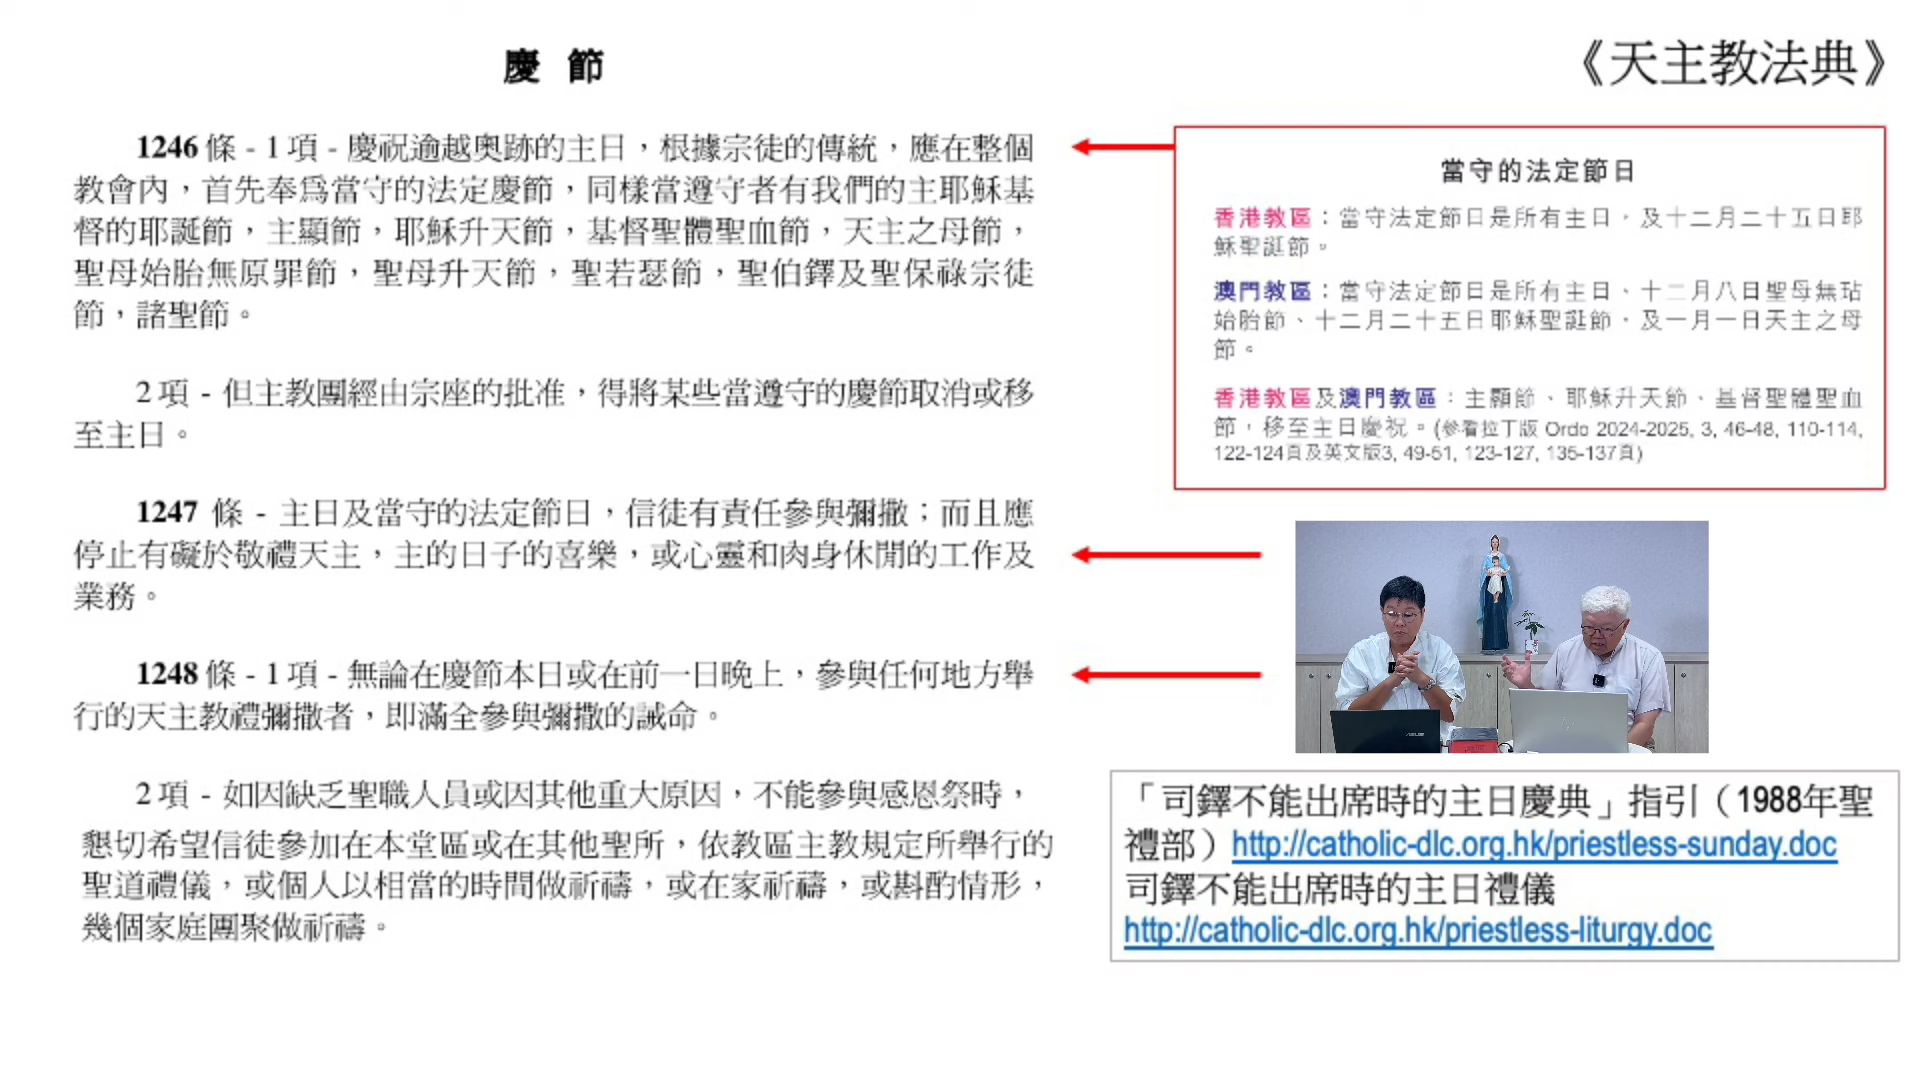 慶 節
《天主教法典》
1246 條 - 1 項 - 慶祝逾越奧跡的主日，根據宗徒的傳統，應在整個
教會內，首先奉爲當守的法定慶節，同樣當遵守者有我們的主耶穌基
督的耶誕節，主顯節，耶穌升天節，基督聖體聖血節，天主之母節，
聖母始胎無原罪節，聖母升天節，聖若瑟節，聖伯鐸及聖保祿宗徒
節，諸聖節。
2 項 - 但主教團經由宗座的批准，得將某些當遵守的慶節取消或移
至主日。
1247 條 - 主日及當守的法定節日，信徒有責任參與彌撒；而且應
停止有礙於敬禮天主，主的日子的喜樂，或心靈和肉身休閒的工作及
業務。
1248 條 - 1 項 - 無論在慶節本日或在前一日晚上，參與任何地方舉
行的天主教禮彌撒者，即滿全參與彌撒的誡命。
2 項 - 如因缺乏聖職人員或因其他重大原因，不能參與感恩祭時，
懇切希望信徒參加在本堂區或在其他聖所，依教區主教規定所舉行的
聖道禮儀，或個人以相當的時間做祈禱，或在家祈禱，或斟酌情形，
幾個家庭團聚做祈禱。
當守的法定節日
香港教區：當守法定節日是所有主日，及十二月二十五日耶
穌聖誕節。
澳門教區：當守法定節日是所有主日、十二月八日聖母無玷
始胎節、十二月二十五日耶穌聖誕節，及一月一日天主之母
節。
香港教區及澳門教區：主顯節、耶穌升天節、基督聖體聖血
節，移至主日慶祝。(參看拉丁版 Ordo 2024-2025, 3, 46-48, 110-114,
122-124頁及英文版3, 49-51, 123-127, 135-137頁)
「司鐸不能出席時的主日慶典」指引（1988年聖
禮部）http://catholic-dlc.org.hk/priestless-sunday.doc
司鐸不能出席時的主日禮儀
http://catholic-dlc.org.hk/priestless-liturgy.doc